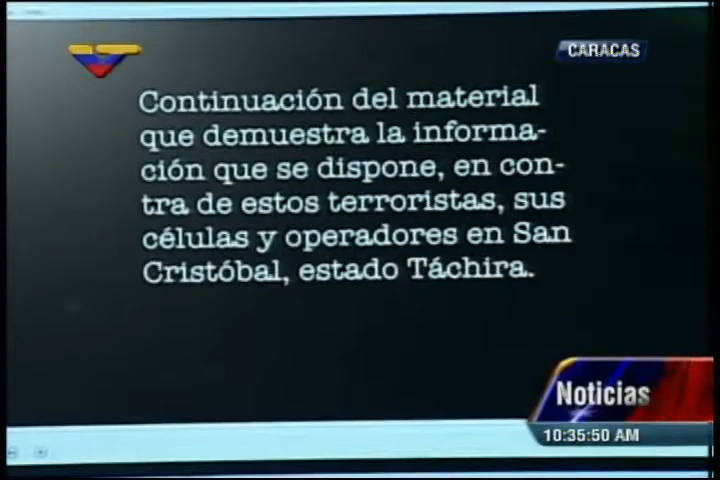 CARACAS
Continuación del material
que demuestra la informa-
ción que se dispone, en con-
tra de estos terroristas, sus
células y operadores en San
Cristóbal, estado Táchira.
Noticias
10:35:50 AM